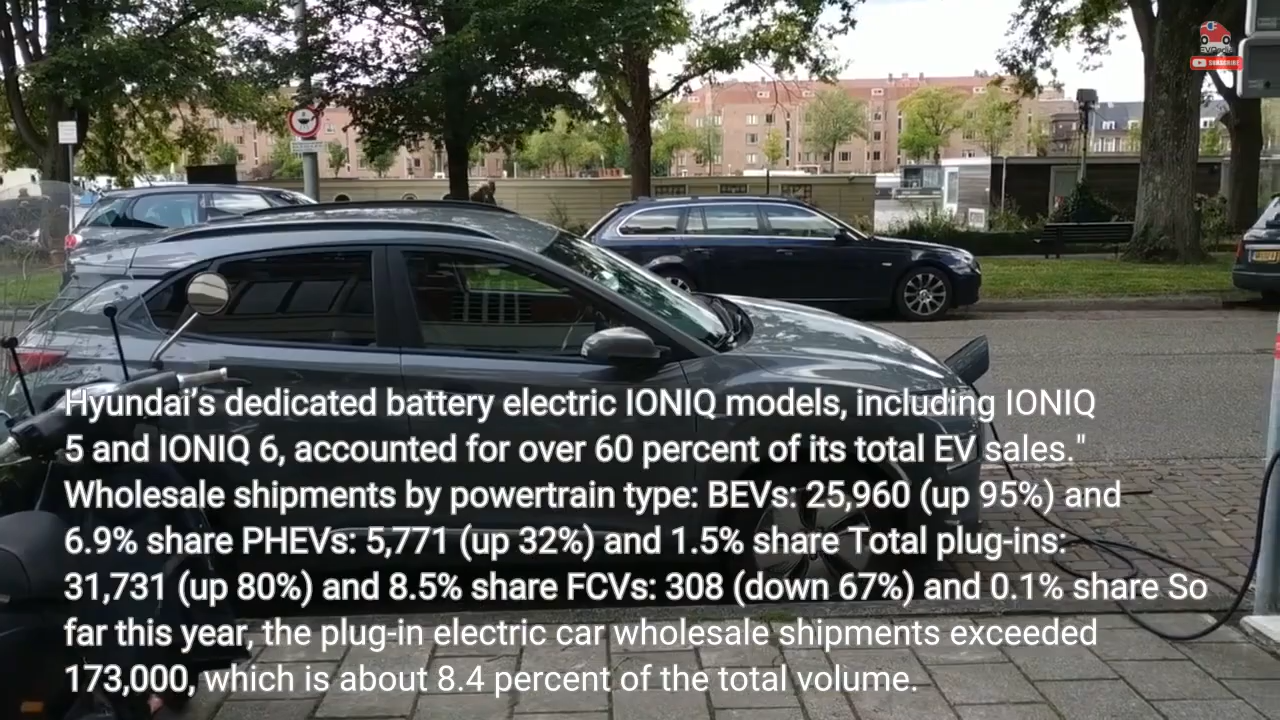 EVPedia
SUBSCRIBE
Hyundai’s dedicated battery electric IONIQ models, including IONIQ
5 and IONIQ 6, accounted for over 60 percent of its total EV sales."
Wholesale shipments by powertrain type: BEVs: 25,960 (up 95%) and
6.9% share PHEVs: 5,771 (up 32%) and 1.5% share Total plug-ins:
31,731 (up 80%) and 8.5% share FCVs: 308 (down 67%) and 0.1% share So
far this year, the plug-in electric car wholesale shipments exceeded
173,000, which is about 8.4 percent of the total volume.